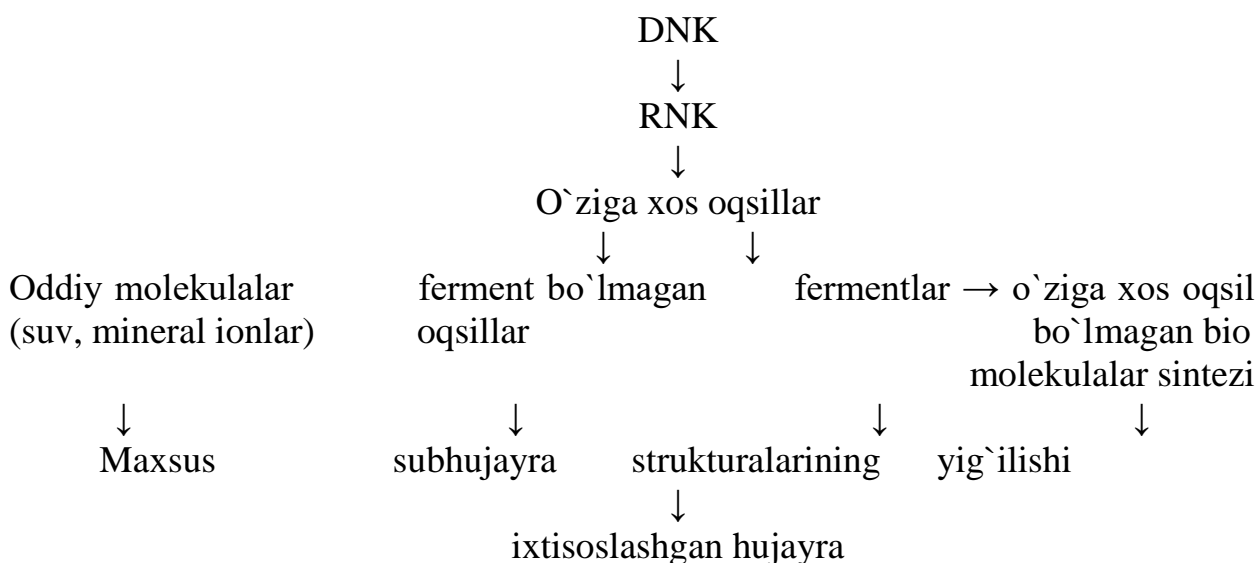 DNK
↓
RNK
↓
O`ziga xos oqsillar
↓ ↓
Oddiy molekulalar ferment bo`lmagan fermentlar → o`ziga xos oqsil
(suv, mineral ionlar) oqsillar bo`lmagan bio
molekulalar sintezi
↓ ↓ ↓ ↓
Maxsus subhujayra strukturalarining yig`ilishi
↓
ixtisoslashgan hujayra